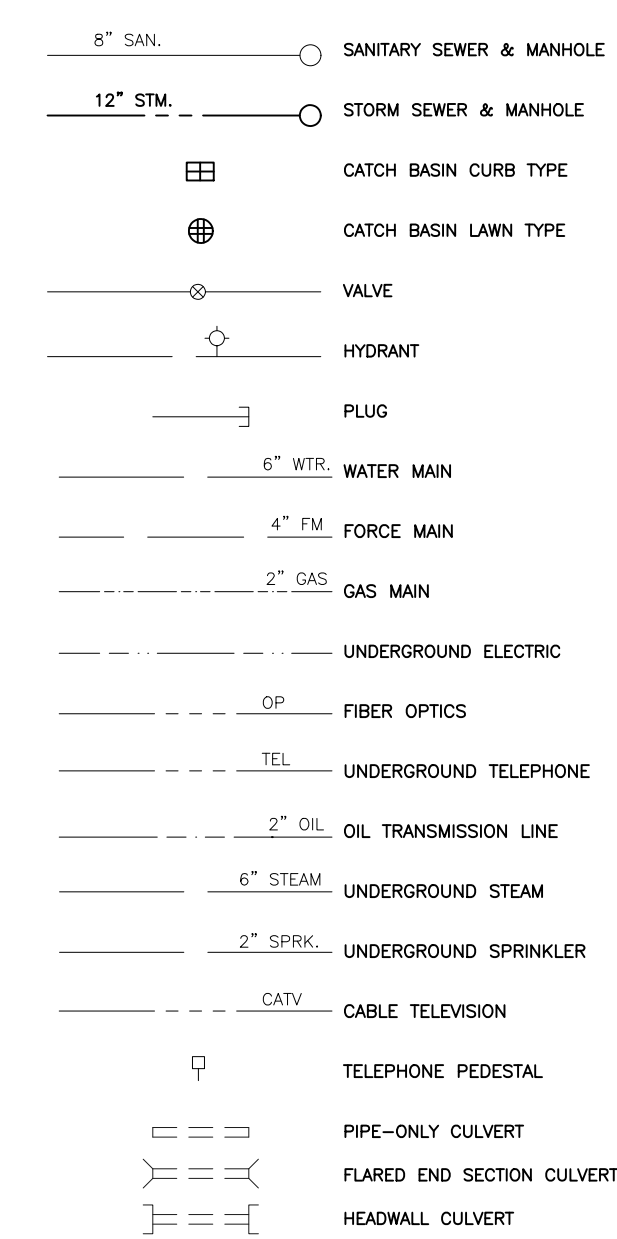 8” SAN. SANITARY SEWER & MANHOLE
12” STM. STORM SEWER & MANHOLE
CATCH BASIN CURB TYPE
CATCH BASIN LAWN TYPE
VALVE
HYDRANT
PLUG
6” WTR. WATER MAIN
4” FM FORCE MAIN
2” GAS GAS MAIN
UNDERGROUND ELECTRIC
OP FIBER OPTICS
TEL UNDERGROUND TELEPHONE
2” OIL OIL TRANSMISSION LINE
6” STEAM UNDERGROUND STEAM
2” SPRK. UNDERGROUND SPRINKLER
CATV CABLE TELEVISION
TELEPHONE PEDESTAL
PIPE–ONLY CULVERT
FLARED END SECTION CULVERT
HEADWALL CULVERT